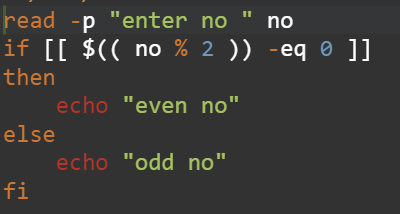 read -p "enter no " no
if [[ $(( no % 2 )) -eq 0 ]]
then
    echo "even no"
else
    echo "odd no"
fi